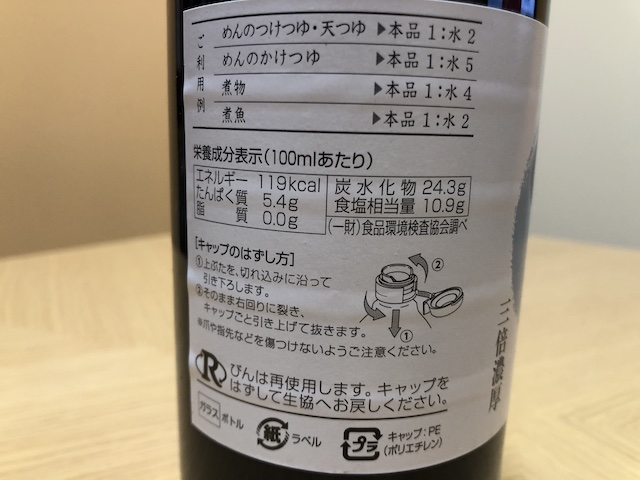 ご利用例
めんのつけつゆ・天つゆ ▶本品 1:水 2
めんのかけつゆ ▶本品 1:水 5
煮物 ▶本品 1:水 4
煮魚 ▶本品 1:水 2
栄養成分表示(100mlあたり)
エネルギー 119kcal
たんぱく質 5.4g
脂質 0.0g
炭水化物 24.3g
食塩相当量 10.9g
(一財)食品環境検査協会調べ
[キャップのはずし方]
①上ぶたを、切れ込みに沿って
引き下ろします。
②そのまま右回りに裂き、
キャップごと引き上げて抜きます。
※爪や指先などを傷つけないようご注意ください。
②
①
三倍濃厚
R
びんは再使用します。キャップを
はずして生協へお戻しください。
ガラス ボトル
紙 ラベル
プラ キャップ:PE
(ポリエチレン)